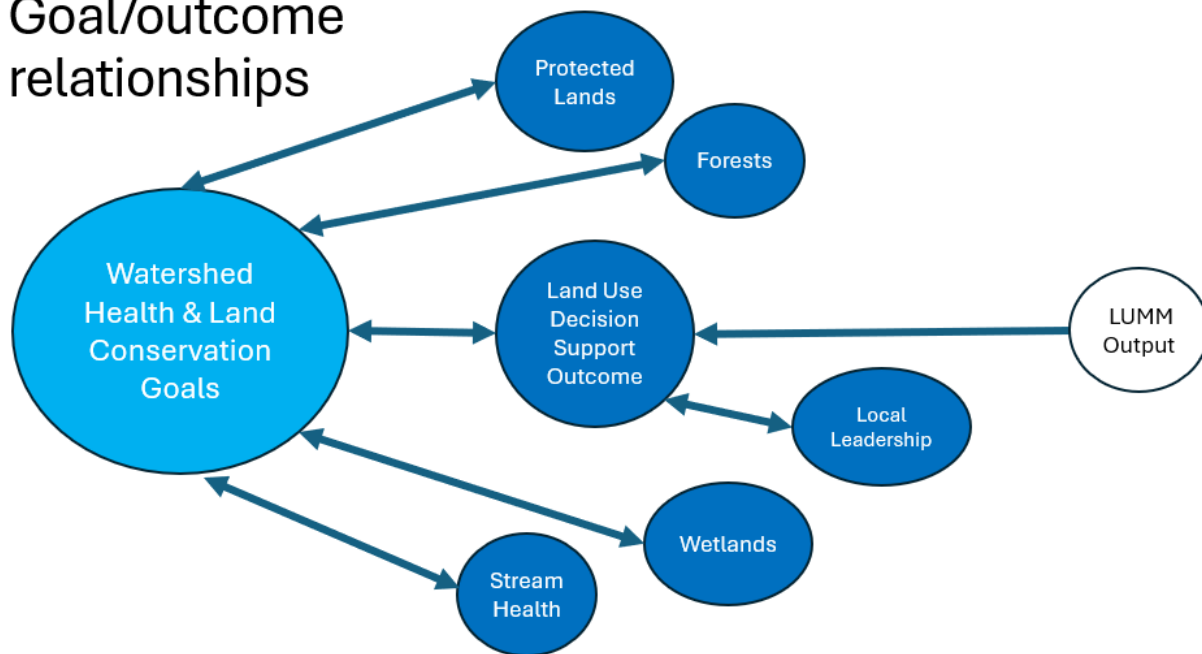 Goal/outcome
relationships
Protected
Lands
Forests
Watershed
Health & Land
Conservation
Goals
Land Use
Decision
Support
Outcome
LUMM
Output
Local
Leadership
Wetlands
Stream
Health